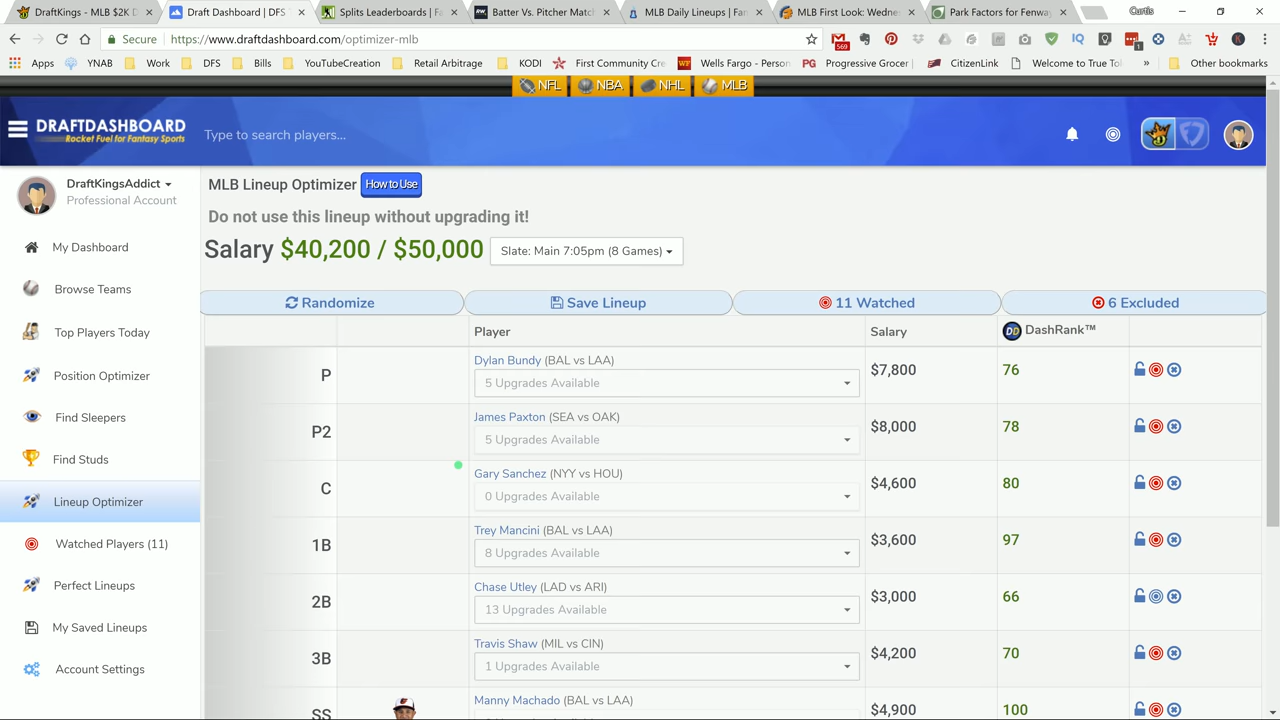 DraftKings - MLB $2K D
Draft Dashboard | DFS
Splits Leaderboards | Fa
Batter Vs. Pitcher Match
MLB Daily Lineups | Fan
MLB First Look: Wednes
Park Factors for Fenway
Curtis
Secure
https://www.draftdashboard.com/optimizer-mlb
569
Apps
YNAB
Work
DFS
Bills
YouTubeCreation
Retail Arbitrage
KODI
First Community Cre
Wells Fargo - Person
Progressive Grocer |
CitizenLink
Welcome to True To
Other bookmarks
NFL
NBA
NHL
MLB
DRAFTDASHBOARD
Rocket Fuel for Fantasy Sports
Type to search players...
DraftKingsAddict
Professional Account
My Dashboard
Browse Teams
Top Players Today
Position Optimizer
Find Sleepers
Find Studs
Lineup Optimizer
Watched Players (11)
Perfect Lineups
My Saved Lineups
Account Settings
MLB Lineup Optimizer How to Use
Do not use this lineup without upgrading it!
Salary $40,200 / $50,000
Slate: Main 7:05pm (8 Games)
Randomize
Save Lineup
11 Watched
6 Excluded
Player
Salary
DD DashRank™
P
Dylan Bundy (BAL vs LAA)
5 Upgrades Available
$7,800
76
P2
James Paxton (SEA vs OAK)
5 Upgrades Available
$8,000
78
C
Gary Sanchez (NYY vs HOU)
0 Upgrades Available
$4,600
80
1B
Trey Mancini (BAL vs LAA)
8 Upgrades Available
$3,600
97
2B
Chase Utley (LAD vs ARI)
13 Upgrades Available
$3,000
66
3B
Travis Shaw (MIL vs CIN)
1 Upgrades Available
$4,200
70
SS
Manny Machado (BAL vs LAA)
$4,900
100